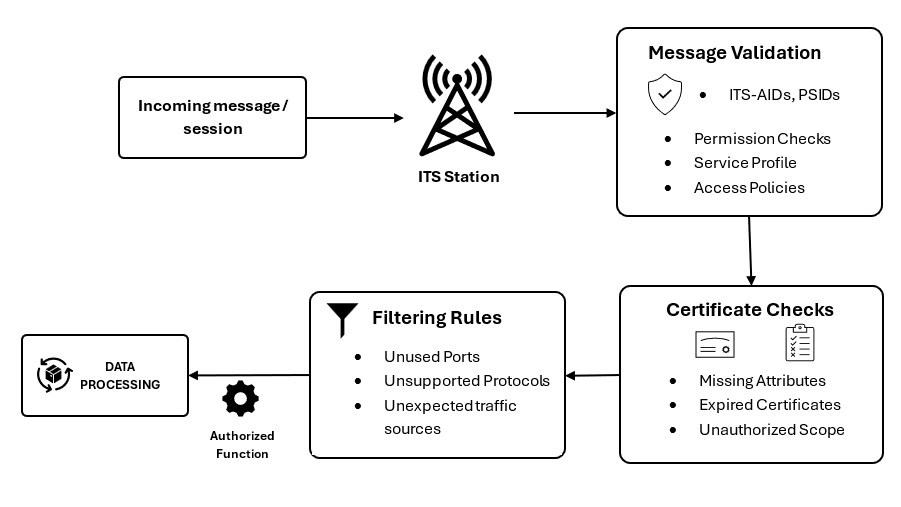 Incoming message/
session
ITS Station
Message Validation
• ITS-AIDs, PSIDs
• Permission Checks
• Service Profile
• Access Policies
Certificate Checks
• Missing Attributes
• Expired Certificates
• Unauthorized Scope
Filtering Rules
• Unused Ports
• Unsupported Protocols
• Unexpected traffic
sources
Authorized
Function
DATA
PROCESSING